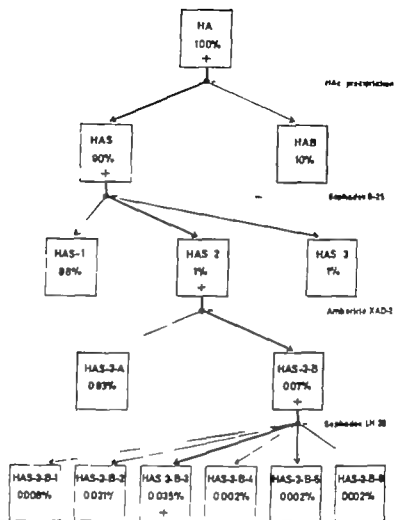 HA
100%
+
HAc precipitation
HAS
90%
+
HAB
10%
Sephadex G-25
HAS-1
88%
HAS 2
1%
+
HAS 3
1%
Amberlite XAD-2
HAS-2-A
0.93%
HAS-2-B
0.07%
+
Sephadex LH 20
HAS-2-B-1
0.008%
HAS-2-B-2
0.021%
HAS 2-B-3
0.035%
+
HAS-2-B-4
0.002%
HAS-2-B-5
0.002%
HAS-2-B-6
0.002%